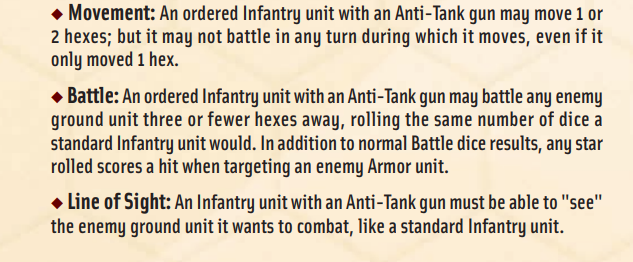 ◆ Movement: An ordered Infantry unit with an Anti-Tank gun may move 1 or
2 hexes; but it may not battle in any turn during which it moves, even if it
only moved 1 hex.
◆ Battle: An ordered Infantry unit with an Anti-Tank gun may battle any enemy
ground unit three or fewer hexes away, rolling the same number of dice a
standard Infantry unit would. In addition to normal Battle dice results, any star
rolled scores a hit when targeting an enemy Armor unit.
◆ Line of Sight: An Infantry unit with an Anti-Tank gun must be able to "see"
the enemy ground unit it wants to combat, like a standard Infantry unit.